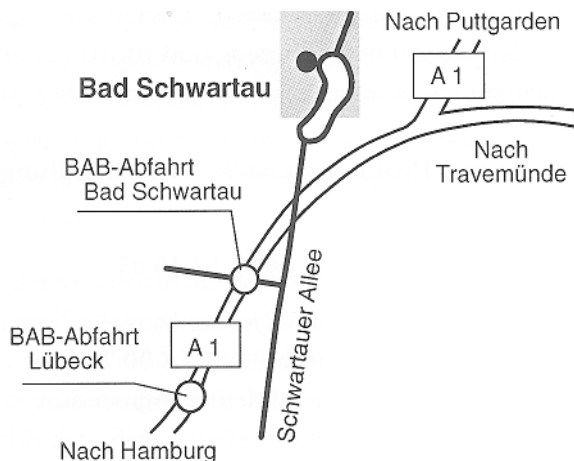 Nach Puttgarden
A 1
Bad Schwartau
Nach
Travemünde
BAB-Abfahrt
Bad Schwartau
Schwartauer Allee
BAB-Abfahrt
Lübeck
A 1
Nach Hamburg